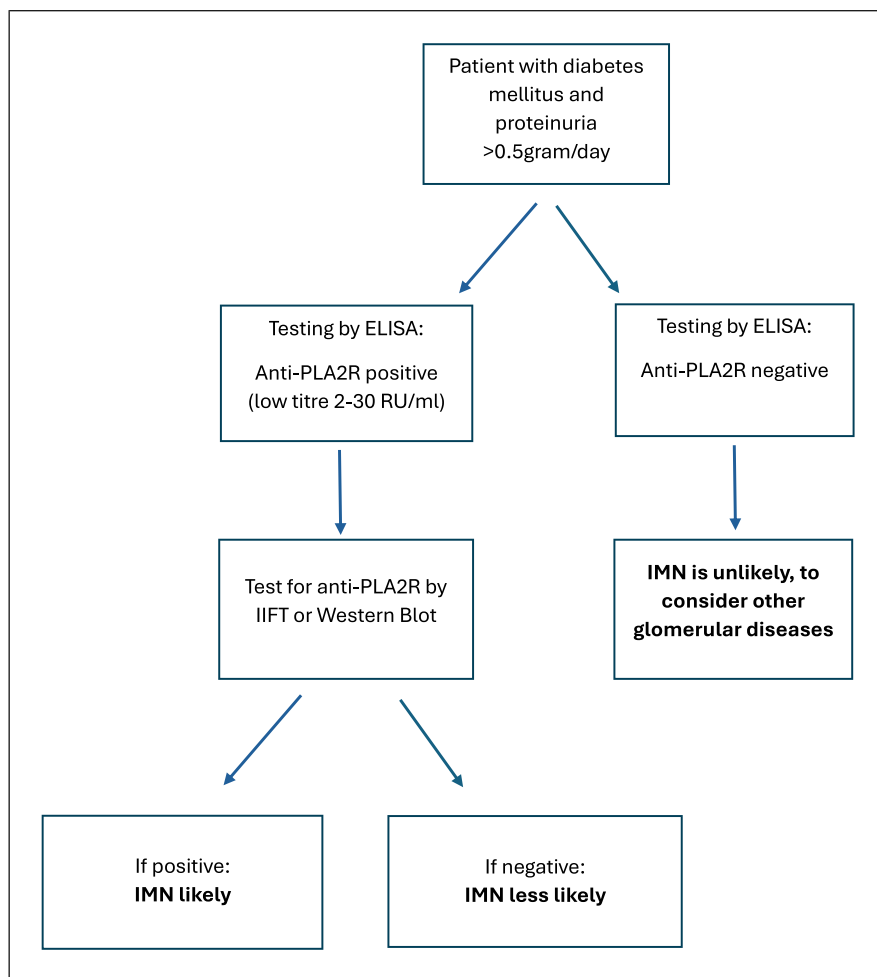 Patient with diabetes
mellitus and
proteinuria
>0.5gram/day
Testing by ELISA:
Anti-PLA2R positive
(low titre 2-30 RU/ml)
Testing by ELISA:
Anti-PLA2R negative
Test for anti-PLA2R by
IIFT or Western Blot
IMN is unlikely, to
consider other
glomerular diseases
If positive:
IMN likely
If negative:
IMN less likely